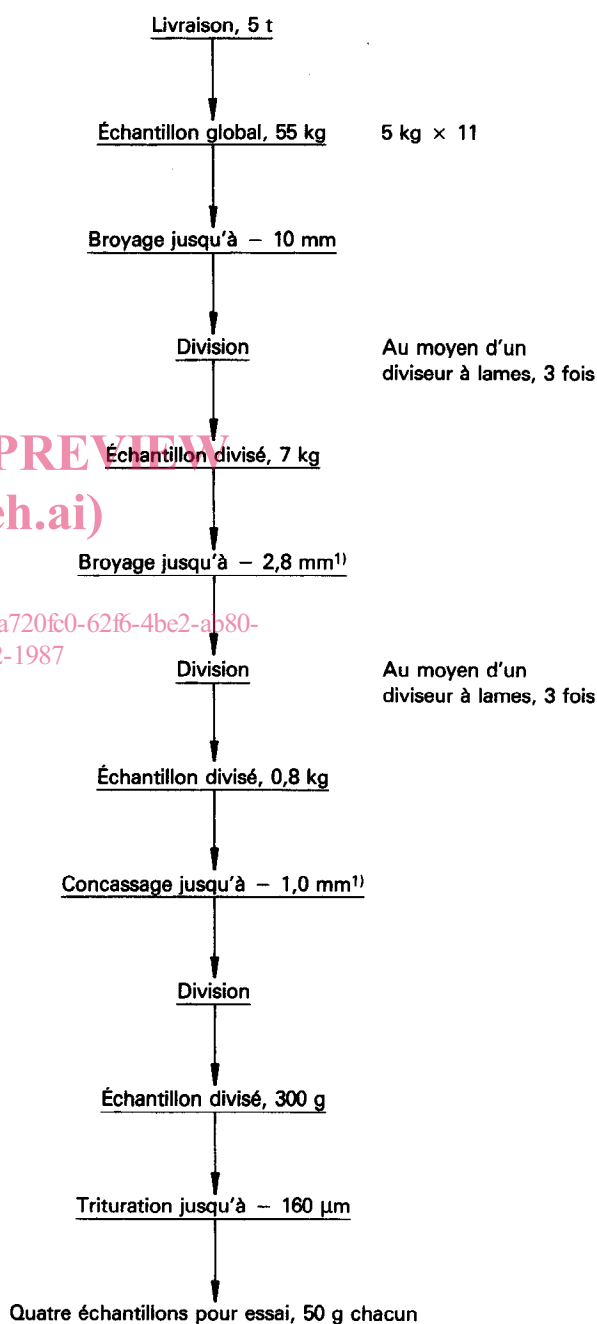 Livraison, 5 t
Échantillon global, 55 kg 5 kg × 11
Broyage jusqu'à − 10 mm
Division Au moyen d'un
diviseur à lames, 3 fois
PREVIEW
Échantillon divisé, 7 kg
eh.ai)
Broyage jusqu'à − 2,8 mm1)
a720fc0-62f6-4be2-ab80-
2-1987
Division Au moyen d'un
diviseur à lames, 3 fois
Échantillon divisé, 0,8 kg
Concassage jusqu'à − 1,0 mm1)
Division
Échantillon divisé, 300 g
Trituration jusqu'à − 160 µm
Quatre échantillons pour essai, 50 g chacun